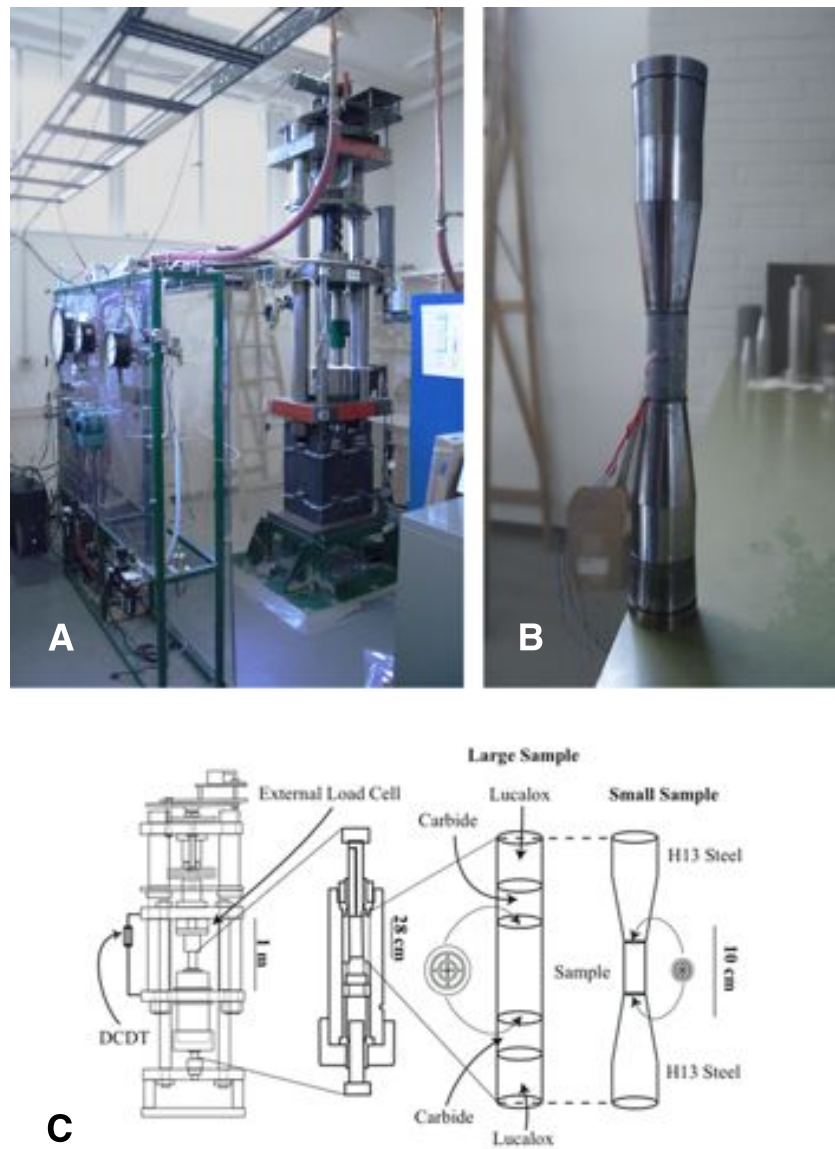 A
B
Large Sample
External Load Cell
Lucalox
Small Sample
Carbide
H13 Steel
1 m
28 cm
Sample
10 cm
DCDT
H13 Steel
Carbide
C
Lucalox